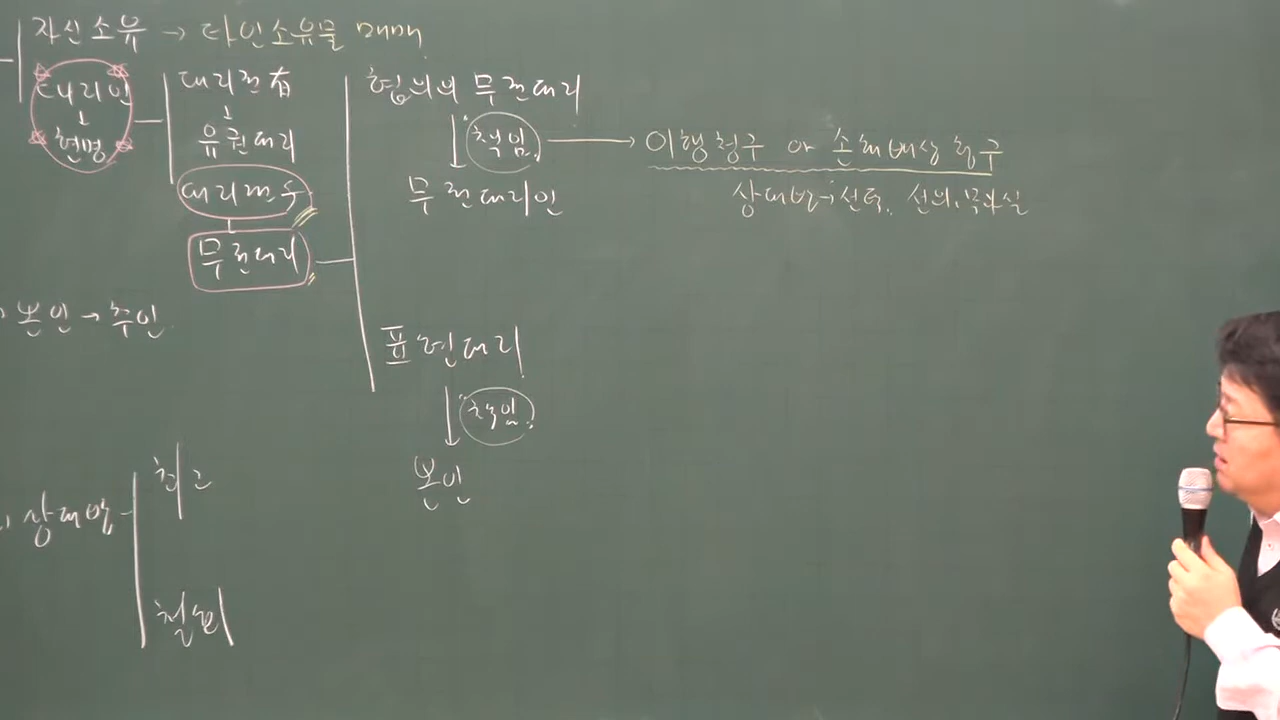 자신소유 → 타인소유물 매매
대리인
↓
현명
대리권 有
↓
유권대리
대리권 수
무권대리
협의의 무권대리
↓ 책임
무권대리인
→ 이행청구 or 손해배상 청구
상대방→선택, 선의·무과실
본인 → 추인
표현대리
↓ 책임
본인
상대방
최고
철회